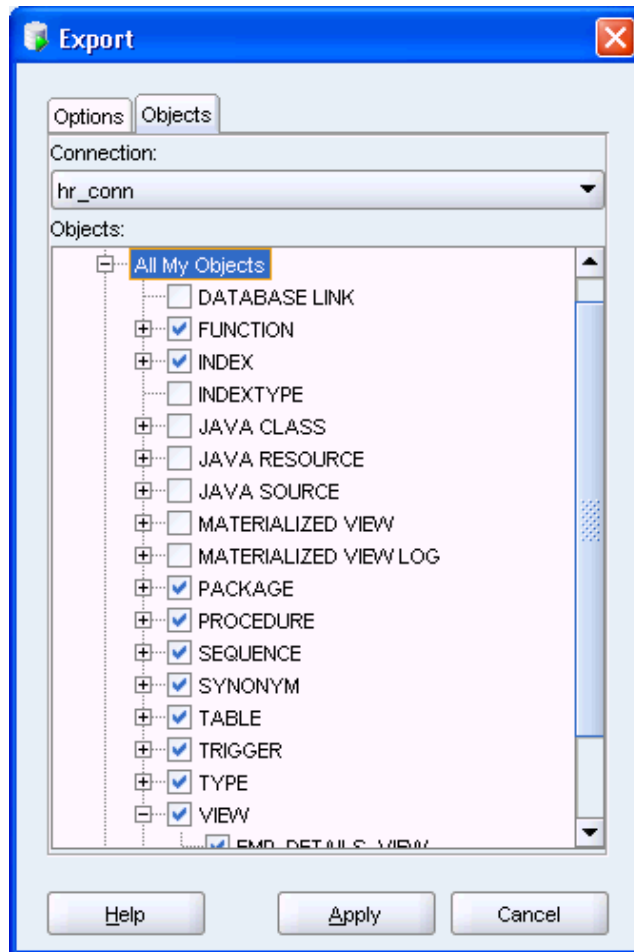 Export
Options Objects
Connection:
hr_conn
Objects:
All My Objects
DATABASE LINK
FUNCTION
INDEX
INDEXTYPE
JAVA CLASS
JAVA RESOURCE
JAVA SOURCE
MATERIALIZED VIEW
MATERIALIZED VIEW LOG
PACKAGE
PROCEDURE
SEQUENCE
SYNONYM
TABLE
TRIGGER
TYPE
VIEW
EMP_DETAILS_VIEW
Help Apply Cancel